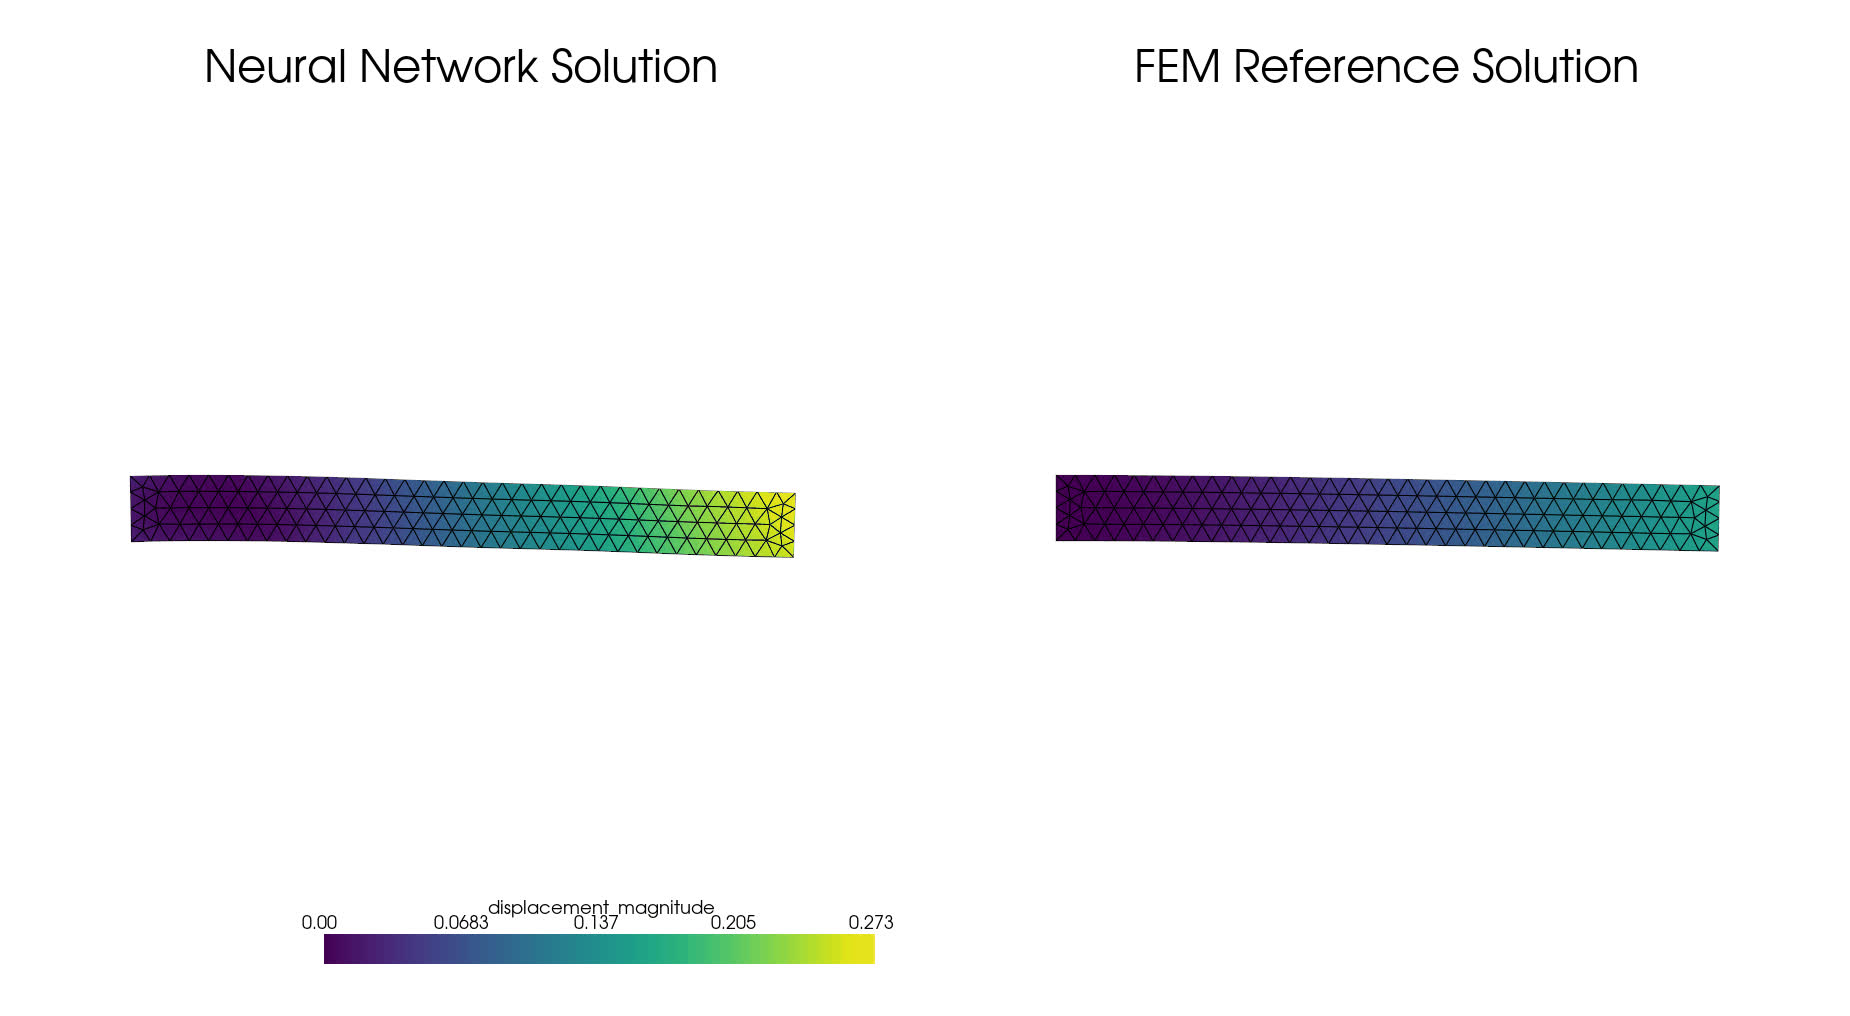 Neural Network Solution
FEM Reference Solution
displacement_magnitude
0.00 0.0683 0.137 0.205 0.273